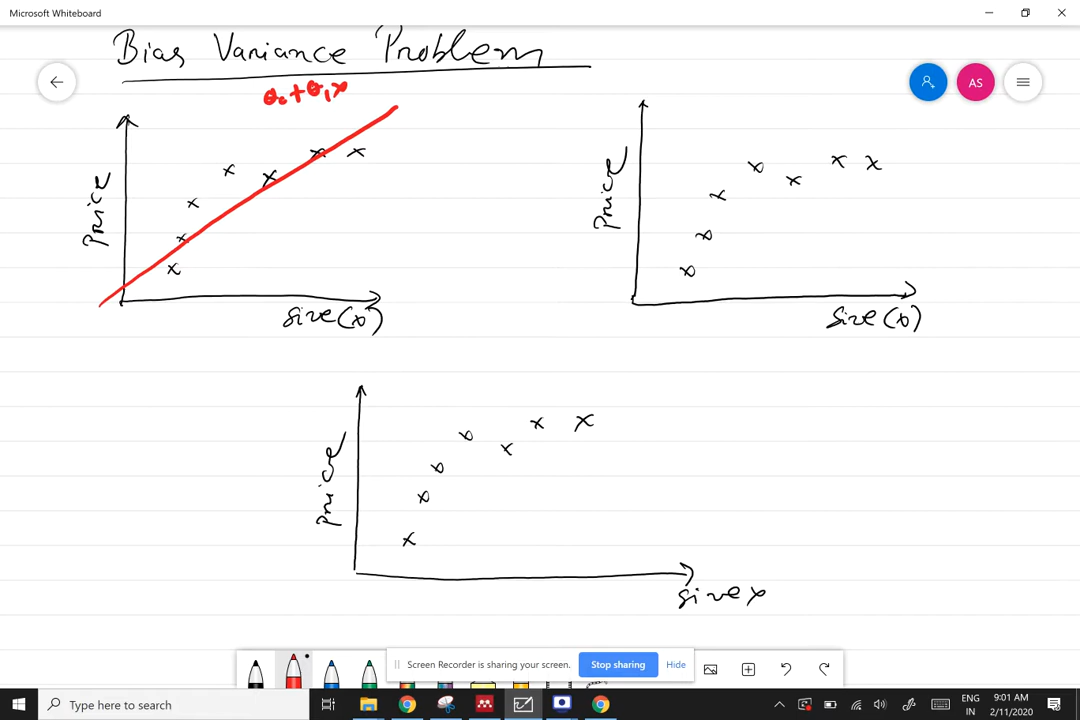 Microsoft Whiteboard
Bias Variance Problem
θ₀ + θ₁x
AS
Price
size(x)
Price
size(x)
Price
size x
Screen Recorder is sharing your screen.
Stop sharing
Hide
Type here to search
ENG
IN
9:01 AM
2/11/2020